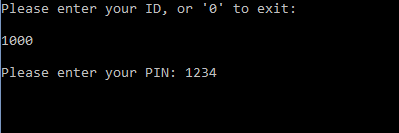 Please enter your ID, or '0' to exit:
1000
Please enter your PIN: 1234